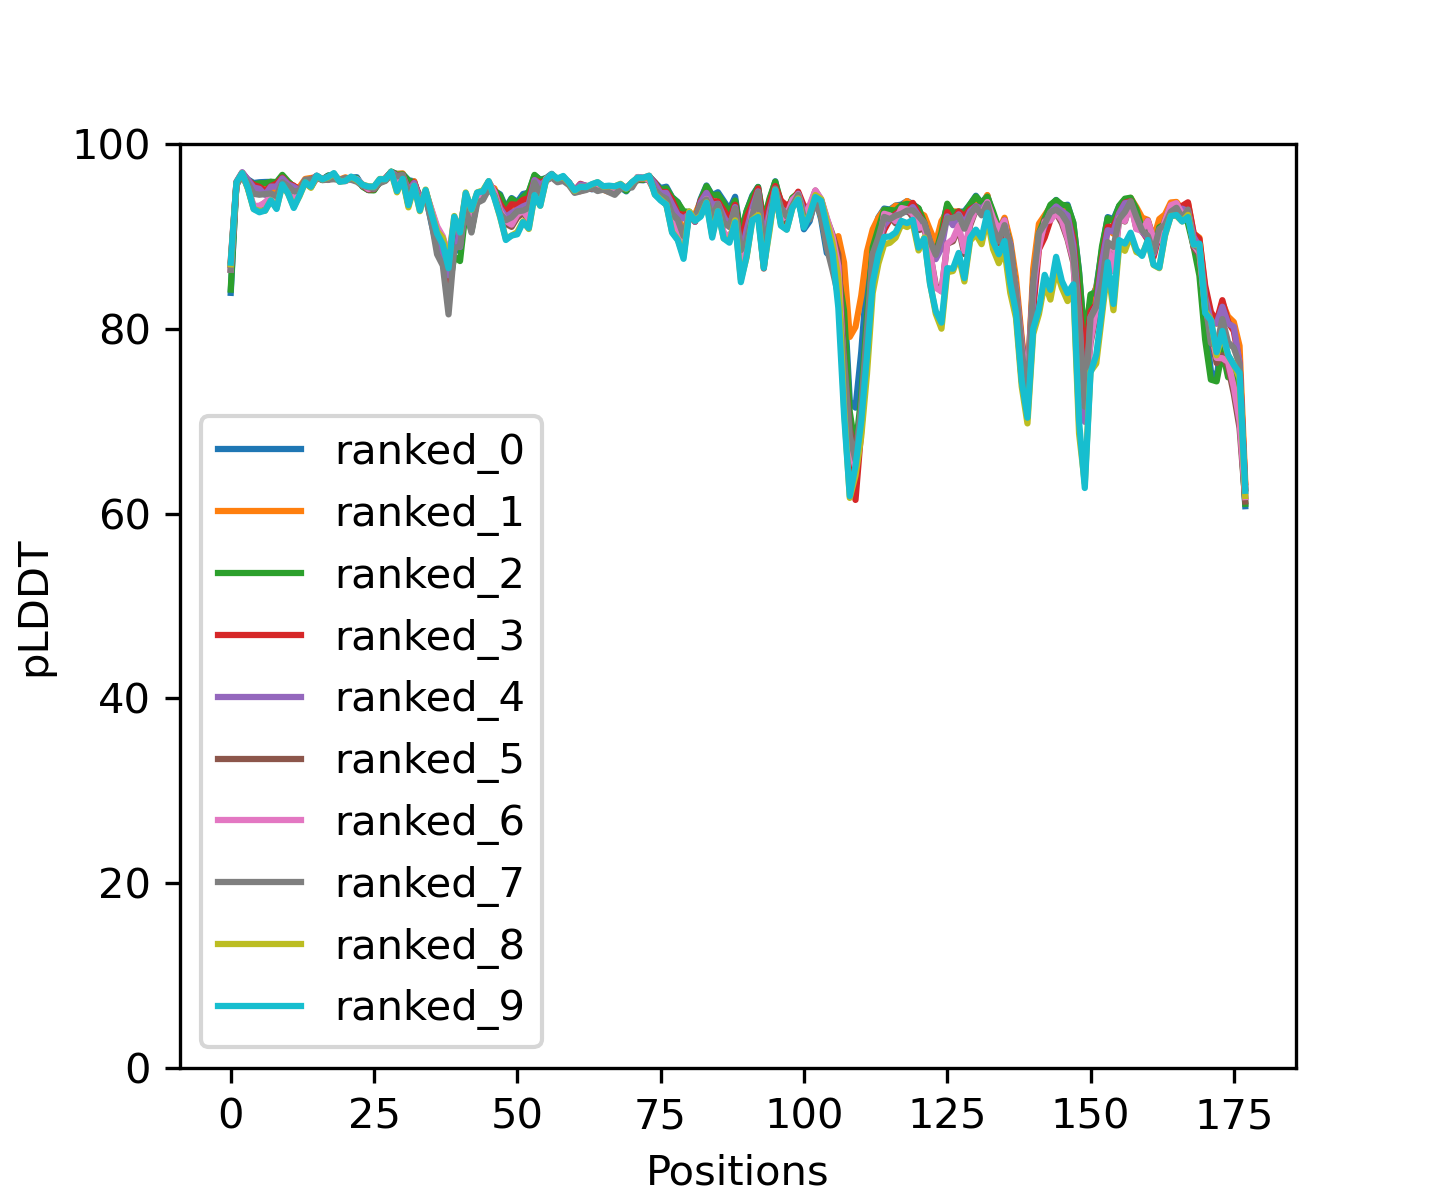 100
80
60
40
20
0
pLDDT
ranked_0
ranked_1
ranked_2
ranked_3
ranked_4
ranked_5
ranked_6
ranked_7
ranked_8
ranked_9
0 25 50 75 100 125 150 175
Positions